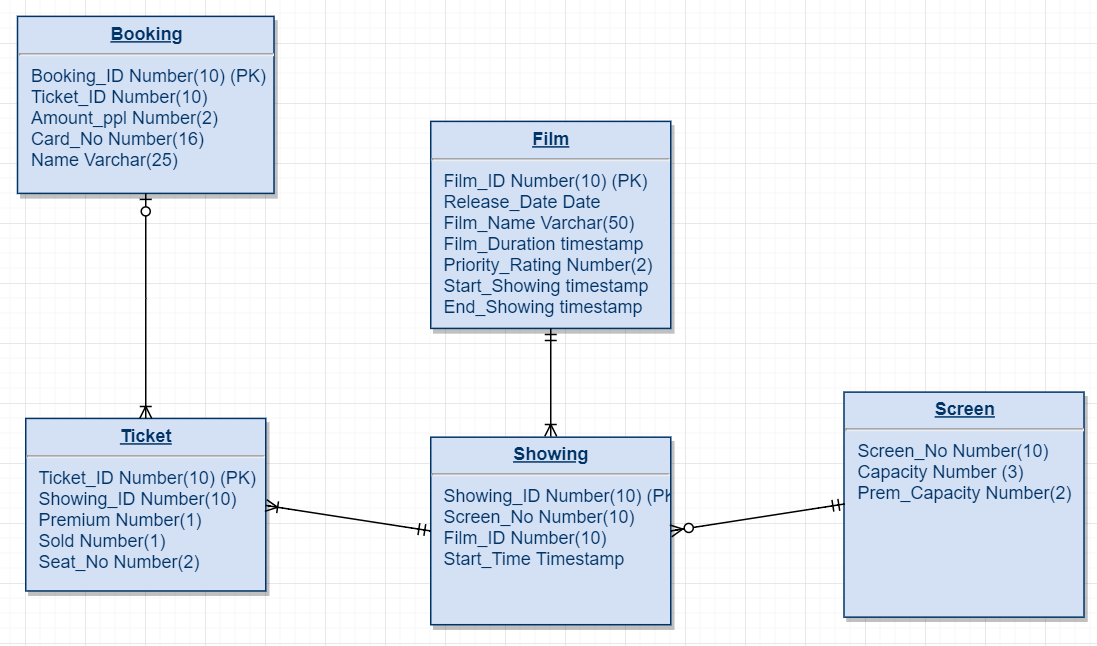 Booking
Booking_ID Number(10) (PK)
Ticket_ID Number(10)
Amount_ppl Number(2)
Card_No Number(16)
Name Varchar(25)
Film
Film_ID Number(10) (PK)
Release_Date Date
Film_Name Varchar(50)
Film_Duration timestamp
Priority_Rating Number(2)
Start_Showing timestamp
End_Showing timestamp
Ticket
Ticket_ID Number(10) (PK)
Showing_ID Number(10)
Premium Number(1)
Sold Number(1)
Seat_No Number(2)
Showing
Showing_ID Number(10) (PK
Screen_No Number(10)
Film_ID Number(10)
Start_Time Timestamp
Screen
Screen_No Number(10)
Capacity Number (3)
Prem_Capacity Number(2)